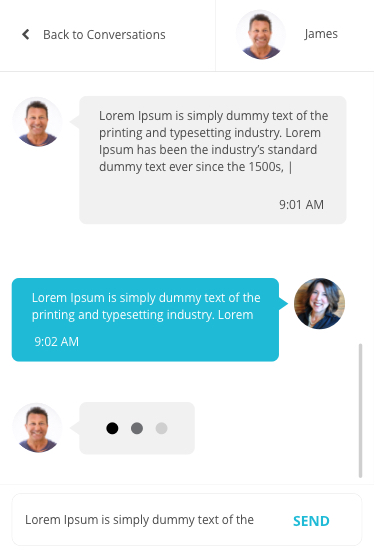 Back to Conversations
James
Lorem Ipsum is simply dummy text of the
printing and typesetting industry. Lorem
Ipsum has been the industry’s standard
dummy text ever since the 1500s, |
9:01 AM
Lorem Ipsum is simply dummy text of the
printing and typesetting industry. Lorem
9:02 AM
Lorem Ipsum is simply dummy text of the
SEND